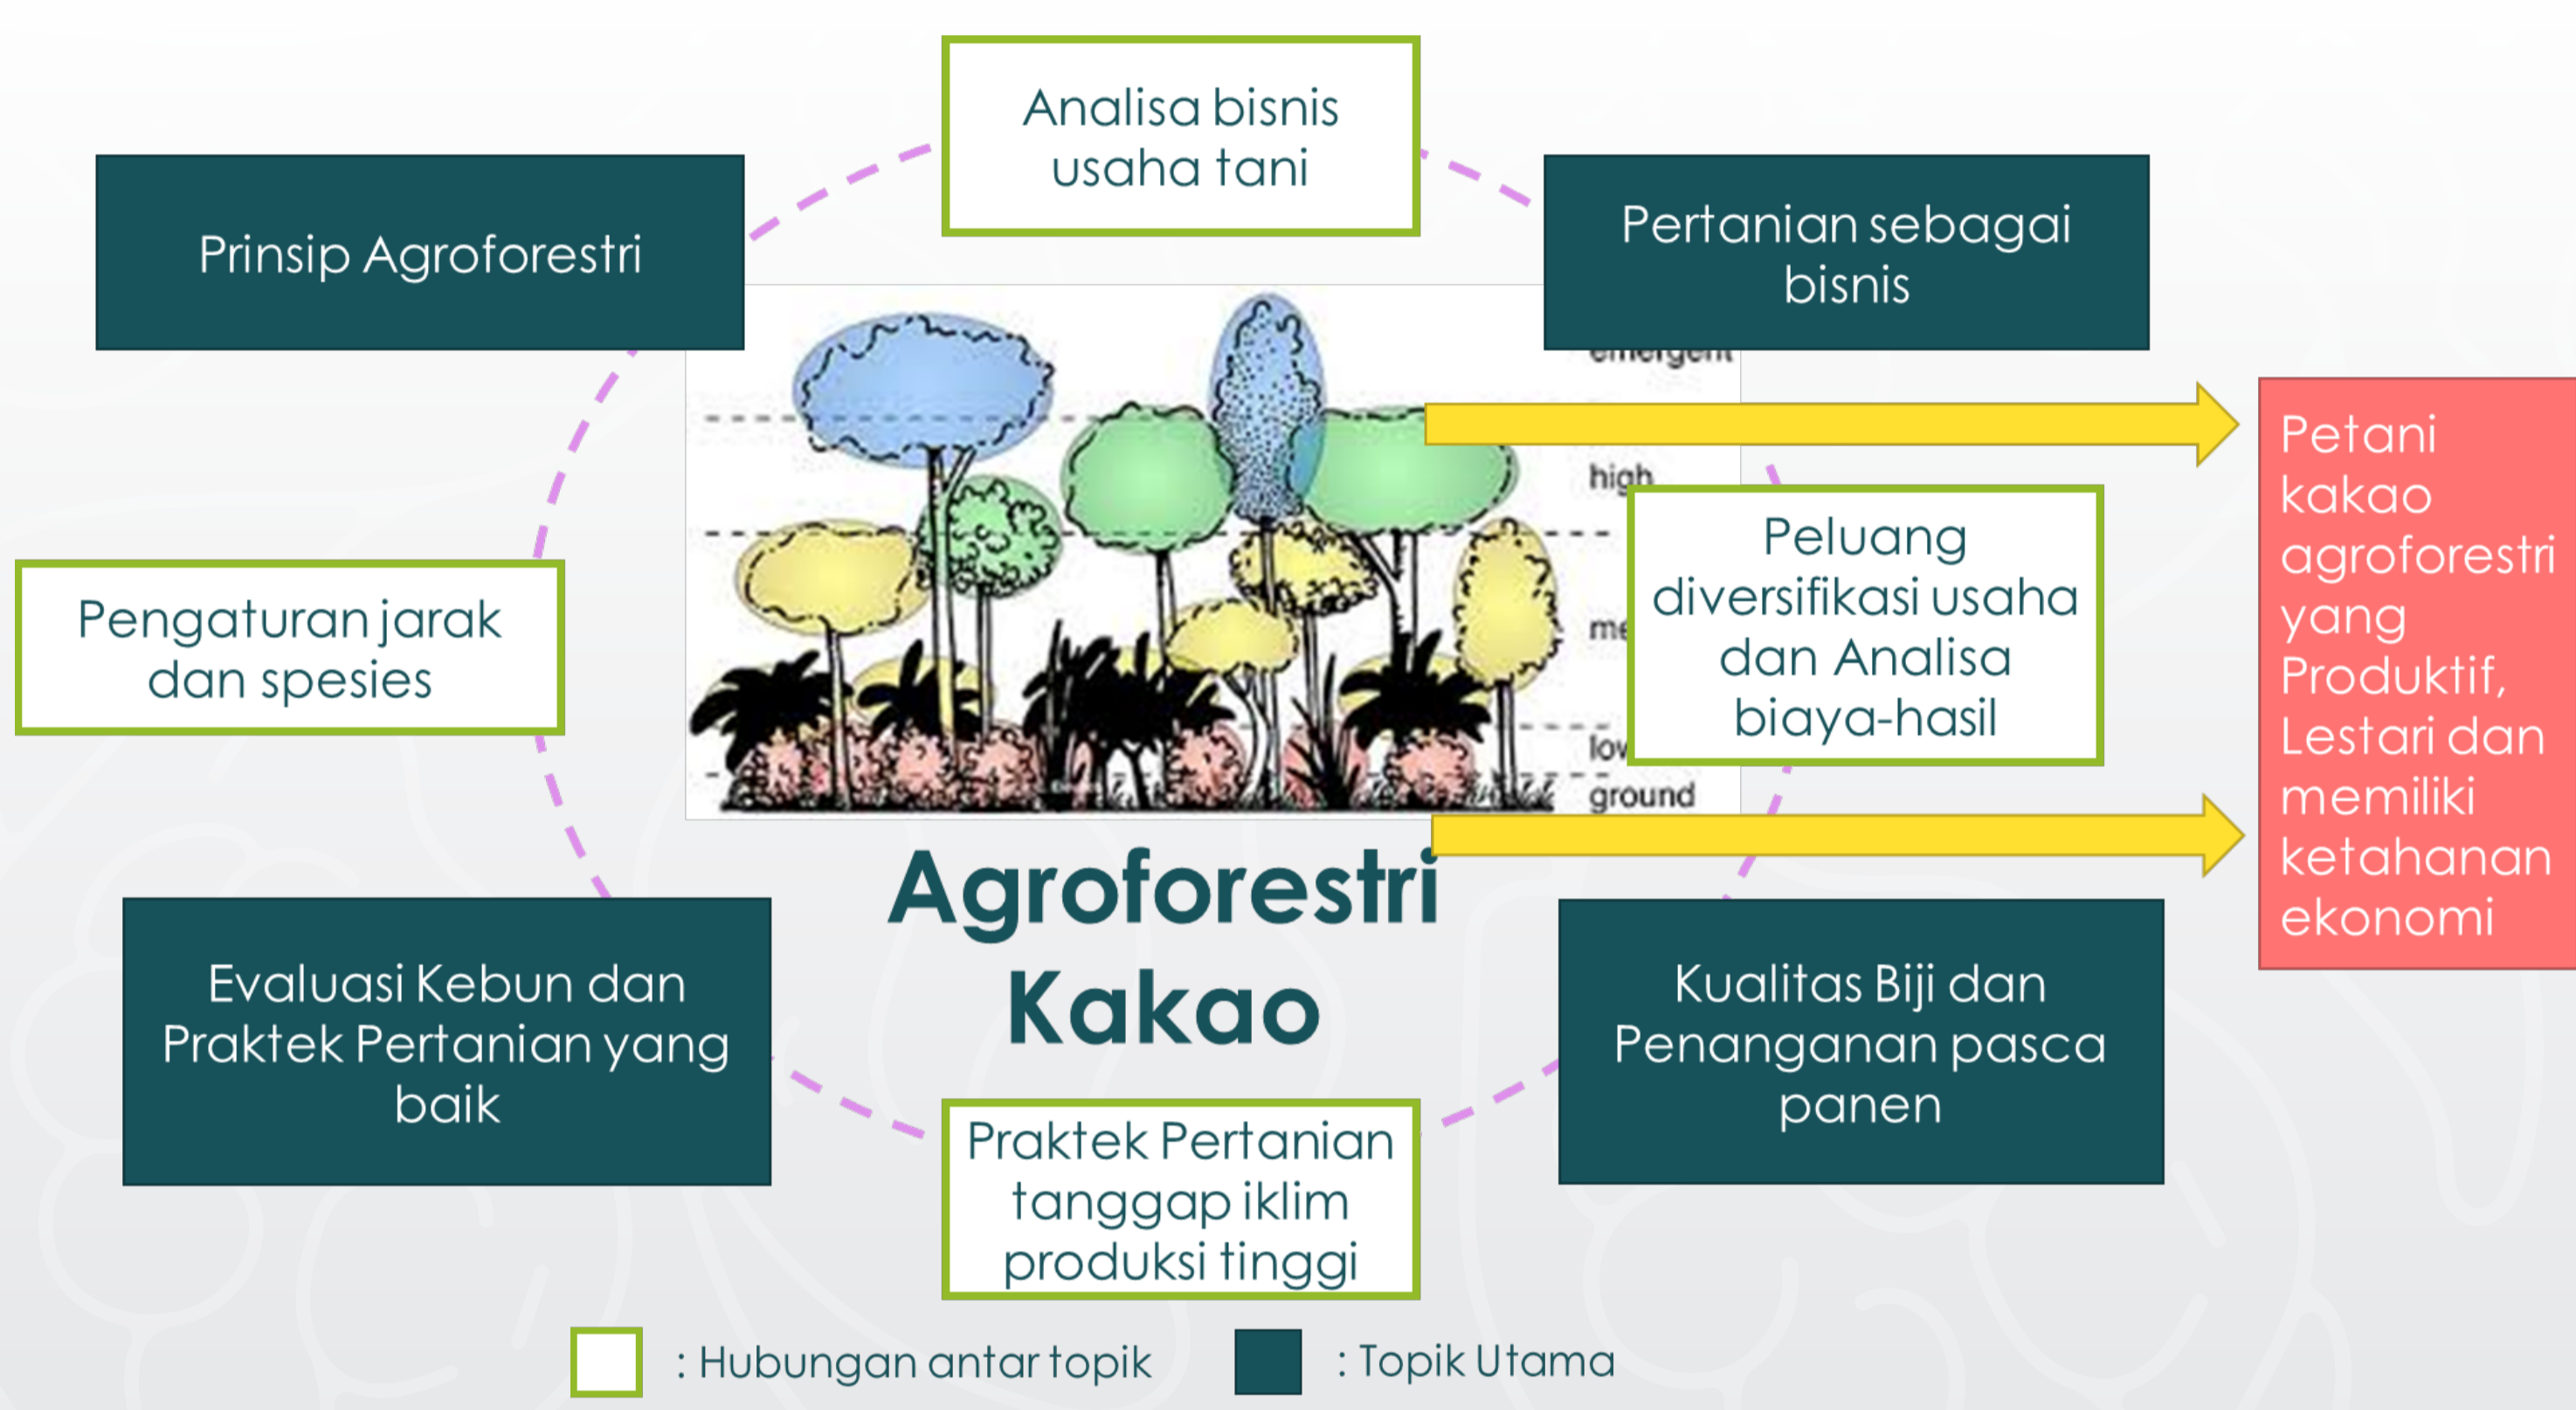 Analisa bisnis
usaha tani
Prinsip Agroforestri
Pertanian sebagai
bisnis
emergent
high
Pengaturan jarak
dan spesies
Peluang
diversifikasi usaha
dan Analisa
biaya-hasil
ground
Petani
kakao
agroforestri
yang
Produktif,
Lestari dan
memiliki
ketahanan
ekonomi
Agroforestri
Kakao
Evaluasi Kebun dan
Praktek Pertanian yang
baik
Kualitas Biji dan
Penanganan pasca
panen
Praktek Pertanian
tanggap iklim
produksi tinggi
: Hubungan antar topik
: Topik Utama